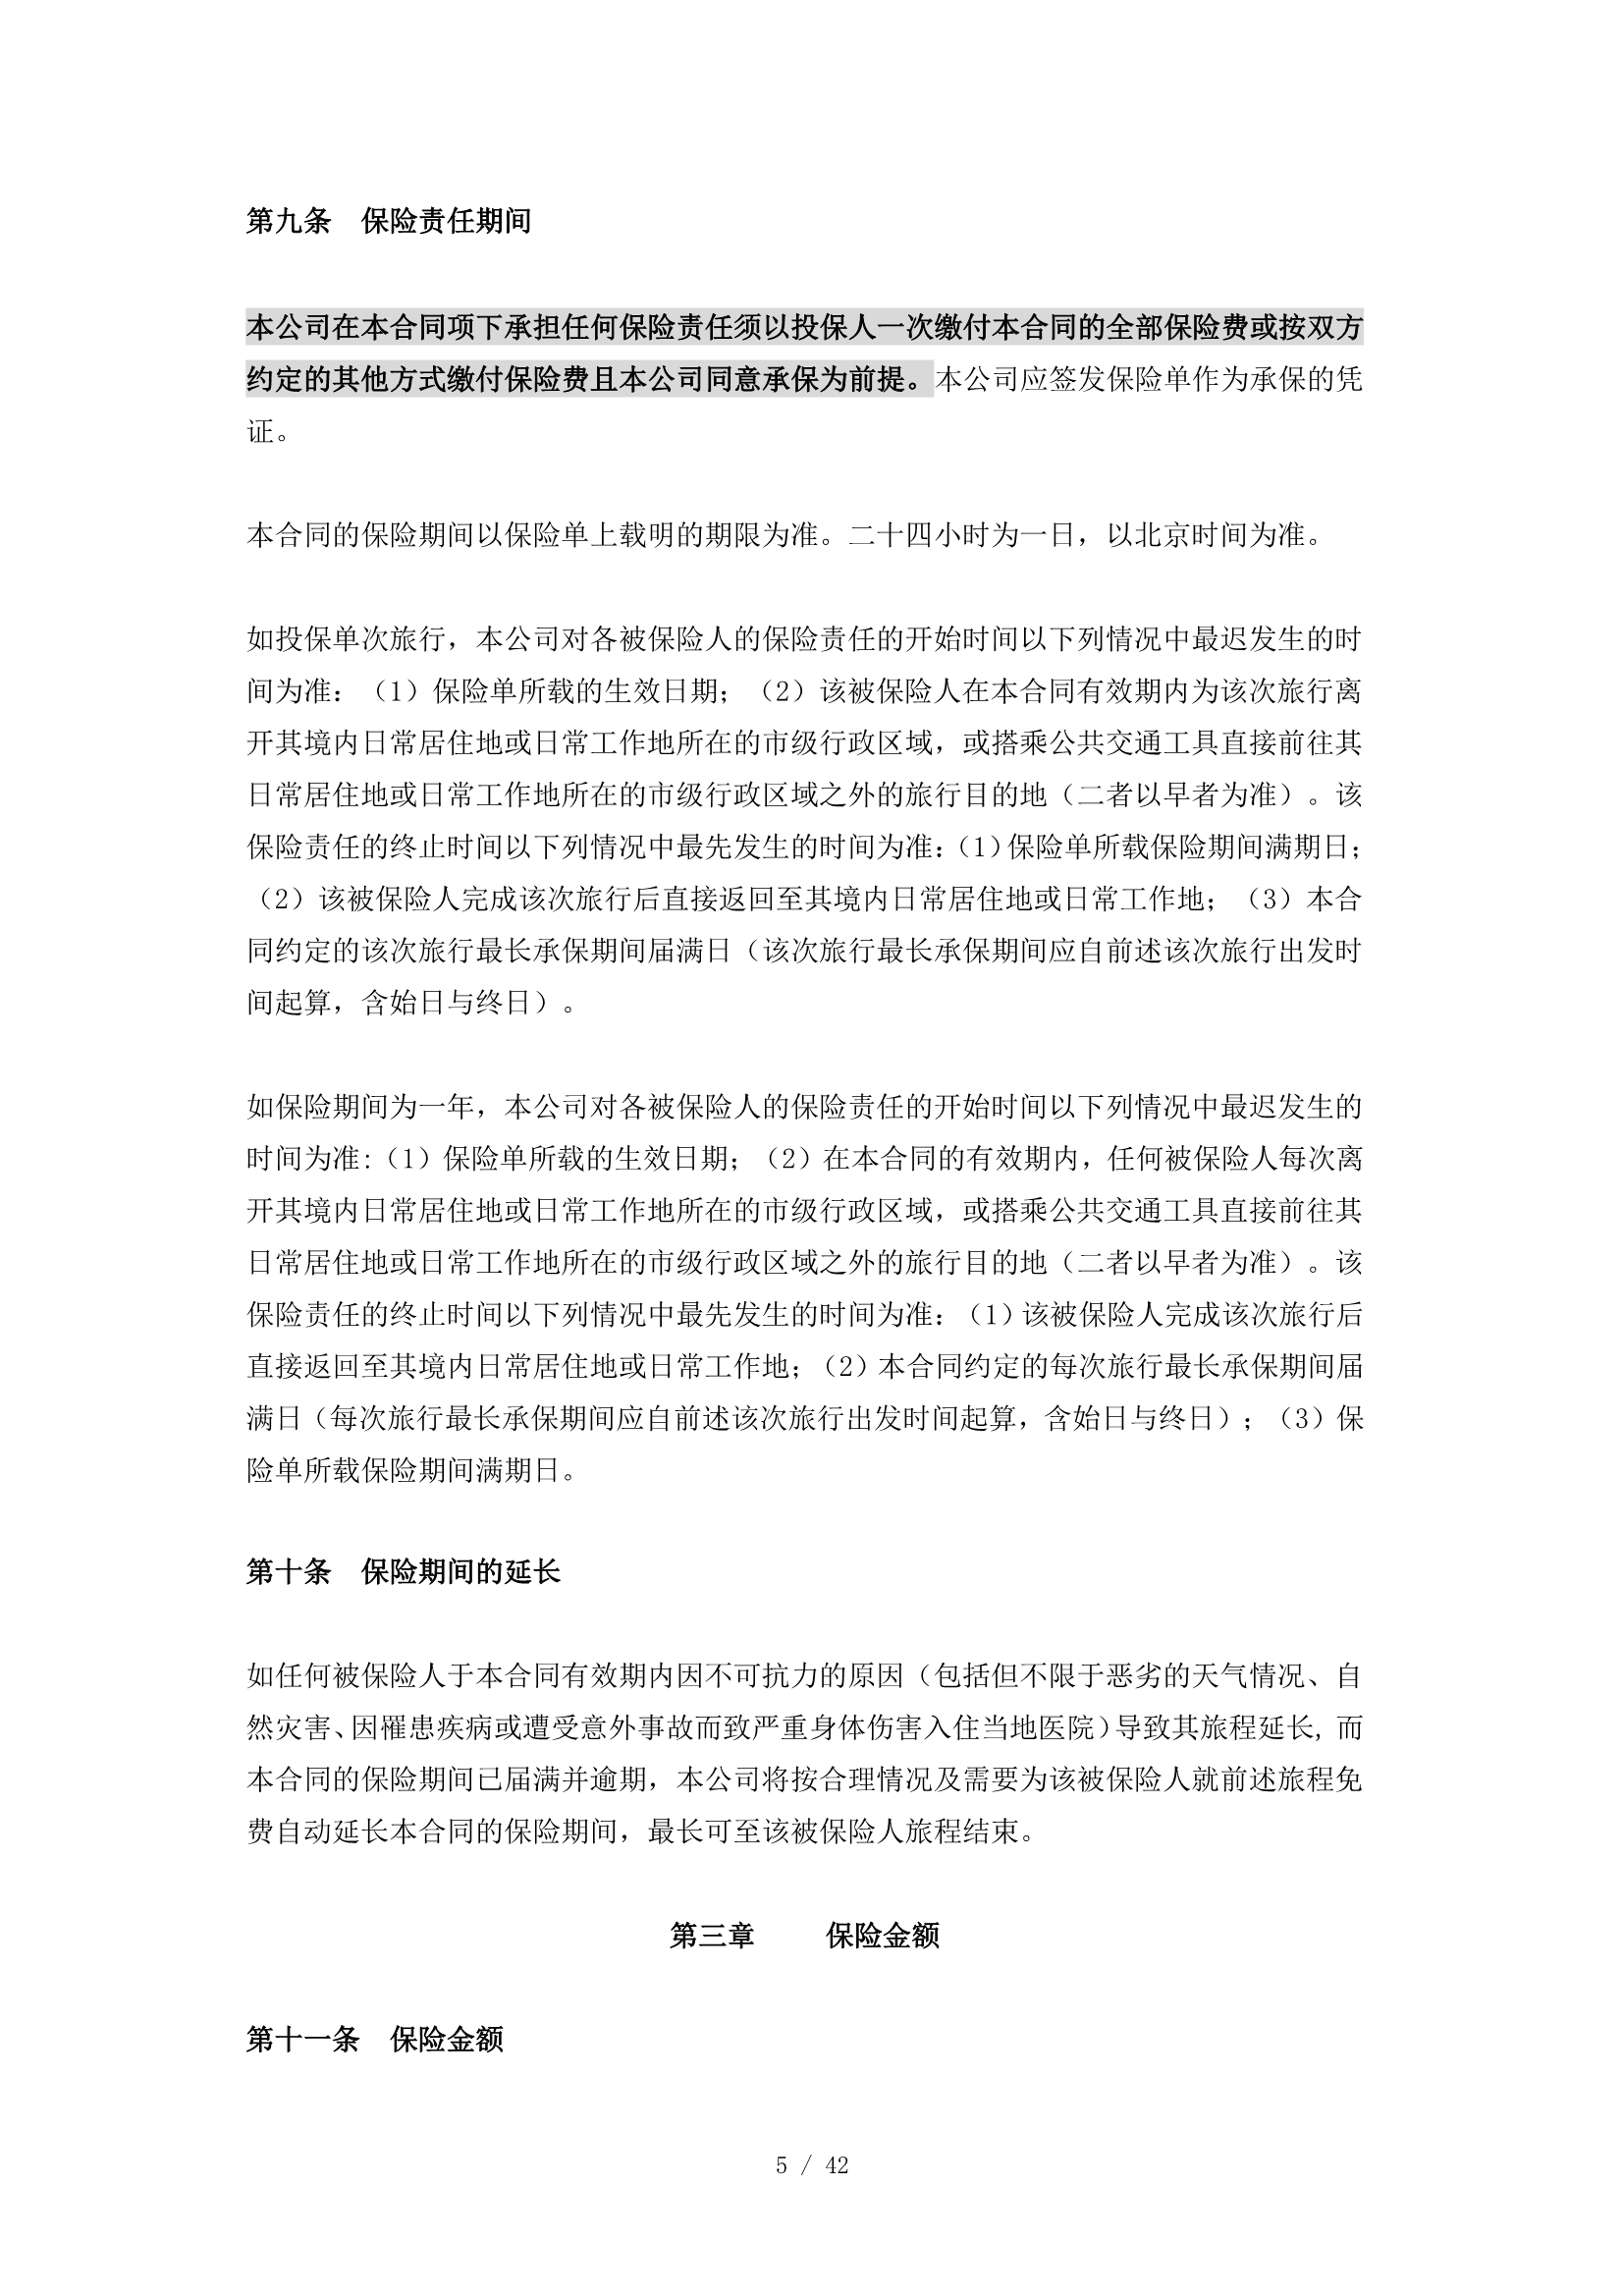 第九条　保险责任期间
本公司在本合同项下承担任何保险责任须以投保人一次缴付本合同的全部保险费或按双方
约定的其他方式缴付保险费且本公司同意承保为前提。本公司应签发保险单作为承保的凭
证。
本合同的保险期间以保险单上载明的期限为准。二十四小时为一日，以北京时间为准。
如投保单次旅行，本公司对各被保险人的保险责任的开始时间以下列情况中最迟发生的时
间为准：（1）保险单所载的生效日期；（2）该被保险人在本合同有效期内为该次旅行离
开其境内日常居住地或日常工作地所在的市级行政区域，或搭乘公共交通工具直接前往其
日常居住地或日常工作地所在的市级行政区域之外的旅行目的地（二者以早者为准）。该
保险责任的终止时间以下列情况中最先发生的时间为准：（1）保险单所载保险期间满期日；
（2）该被保险人完成该次旅行后直接返回至其境内日常居住地或日常工作地；（3）本合
同约定的该次旅行最长承保期间届满日（该次旅行最长承保期间应自前述该次旅行出发时
间起算，含始日与终日）。
如保险期间为一年，本公司对各被保险人的保险责任的开始时间以下列情况中最迟发生的
时间为准:（1）保险单所载的生效日期；（2）在本合同的有效期内，任何被保险人每次离
开其境内日常居住地或日常工作地所在的市级行政区域，或搭乘公共交通工具直接前往其
日常居住地或日常工作地所在的市级行政区域之外的旅行目的地（二者以早者为准）。该
保险责任的终止时间以下列情况中最先发生的时间为准：（1）该被保险人完成该次旅行后
直接返回至其境内日常居住地或日常工作地；（2）本合同约定的每次旅行最长承保期间届
满日（每次旅行最长承保期间应自前述该次旅行出发时间起算，含始日与终日）；（3）保
险单所载保险期间满期日。
第十条　保险期间的延长
如任何被保险人于本合同有效期内因不可抗力的原因（包括但不限于恶劣的天气情况、自
然灾害、因罹患疾病或遭受意外事故而致严重身体伤害入住当地医院）导致其旅程延长, 而
本合同的保险期间已届满并逾期，本公司将按合理情况及需要为该被保险人就前述旅程免
费自动延长本合同的保险期间，最长可至该被保险人旅程结束。
第三章　　保险金额
第十一条　保险金额
5 / 42